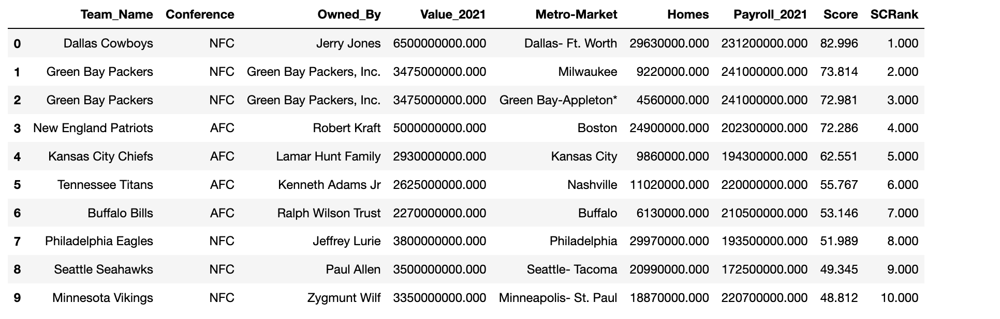 Team_Name Conference Owned_By Value_2021 Metro-Market Homes Payroll_2021 Score SCRank
0 Dallas Cowboys NFC Jerry Jones 6500000000.000 Dallas- Ft. Worth 29630000.000 231200000.000 82.996 1.000
1 Green Bay Packers NFC Green Bay Packers, Inc. 3475000000.000 Milwaukee 9220000.000 241000000.000 73.814 2.000
2 Green Bay Packers NFC Green Bay Packers, Inc. 3475000000.000 Green Bay-Appleton* 4560000.000 241000000.000 72.981 3.000
3 New England Patriots AFC Robert Kraft 5000000000.000 Boston 24900000.000 202300000.000 72.286 4.000
4 Kansas City Chiefs AFC Lamar Hunt Family 2930000000.000 Kansas City 9860000.000 194300000.000 62.551 5.000
5 Tennessee Titans AFC Kenneth Adams Jr 2625000000.000 Nashville 11020000.000 220000000.000 55.767 6.000
6 Buffalo Bills AFC Ralph Wilson Trust 2270000000.000 Buffalo 6130000.000 210500000.000 53.146 7.000
7 Philadelphia Eagles NFC Jeffrey Lurie 3800000000.000 Philadelphia 29970000.000 193500000.000 51.989 8.000
8 Seattle Seahawks NFC Paul Allen 3500000000.000 Seattle- Tacoma 20990000.000 172500000.000 49.345 9.000
9 Minnesota Vikings NFC Zygmunt Wilf 3350000000.000 Minneapolis- St. Paul 18870000.000 220700000.000 48.812 10.000